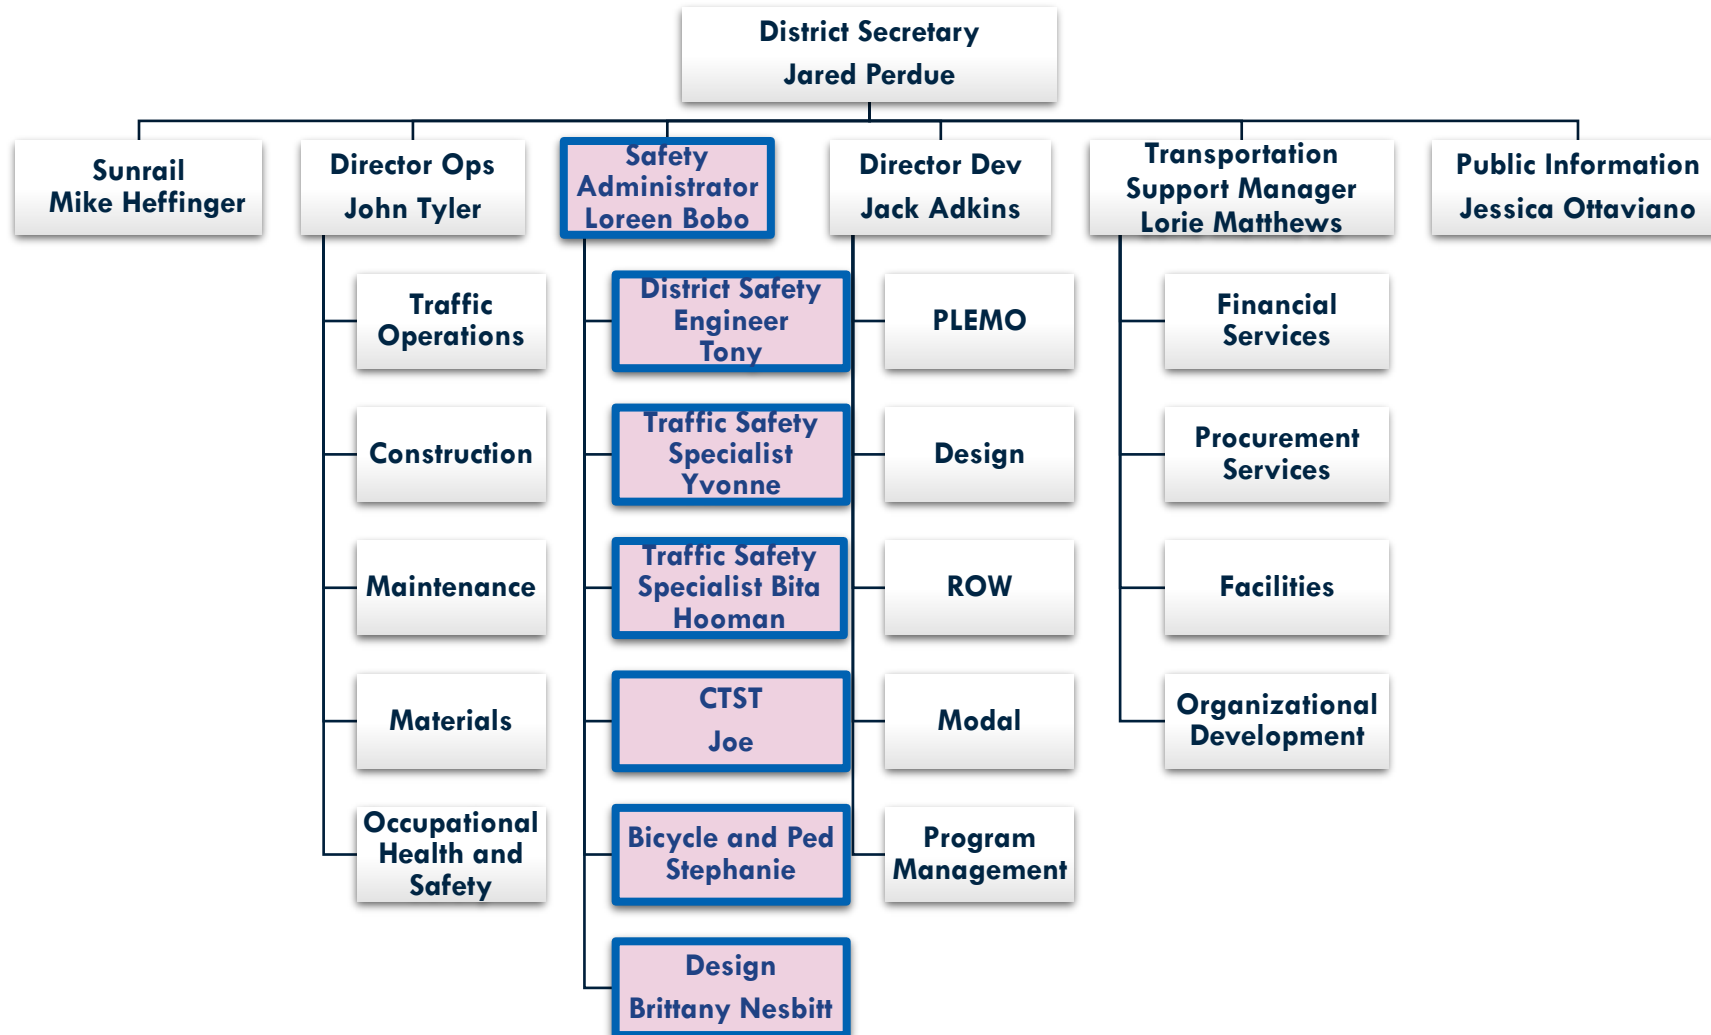 District Secretary
Jared Perdue
Sunrail
Mike Heffinger
Director Ops
John Tyler
Safety
Administrator
Loreen Bobo
Director Dev
Jack Adkins
Transportation
Support Manager
Lorie Matthews
Public Information
Jessica Ottaviano
Traffic
Operations
Construction
Maintenance
Materials
Occupational
Health and
Safety
District Safety
Engineer
Tony
Traffic Safety
Specialist
Yvonne
Traffic Safety
Specialist Bita
Hooman
CTST
Joe
Bicycle and Ped
Stephanie
Design
Brittany Nesbitt
PLEMO
Design
ROW
Modal
Program
Management
Financial
Services
Procurement
Services
Facilities
Organizational
Development